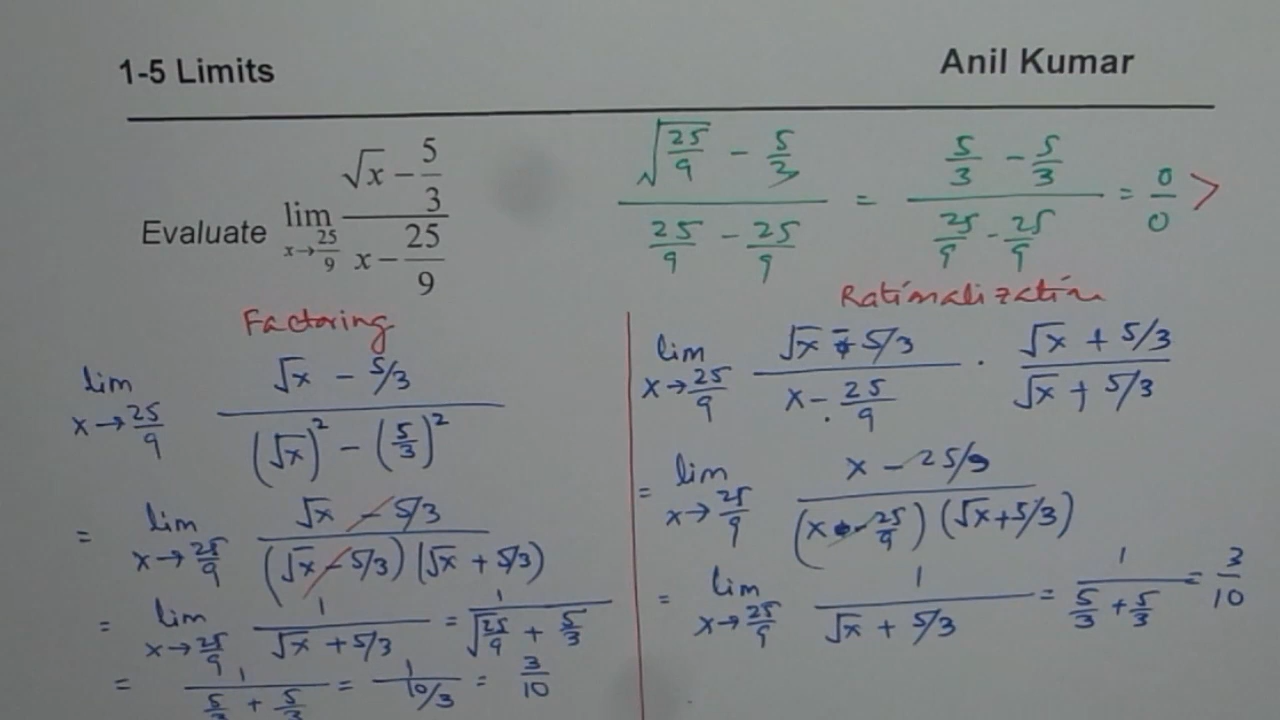 1-5 Limits Anil Kumar
Evaluate lim x→25/9 (√x − 5/3)/(x − 25/9)
(√(25/9) − 5/3)/(25/9 − 25/9) = (5/3 − 5/3)/(25/9 − 25/9) = 0/0 >
Factoring
lim x→25/9 (√x − 5/3)/((√x)² − (5/3)²)
= lim x→25/9 (√x − 5/3)/((√x − 5/3)(√x + 5/3))
= lim x→25/9 1/(√x + 5/3) = 1/(√(25/9) + 5/3)
= 1/(5/3 + 5/3) = 1/(10/3) = 3/10
Rationalization
lim x→25/9 (√x − 5/3)/(x − 25/9) · (√x + 5/3)/(√x + 5/3)
= lim x→25/9 (x − 25/9)/((x − 25/9)(√x + 5/3))
= lim x→25/9 1/(√x + 5/3) = 1/(5/3 + 5/3) = 3/10